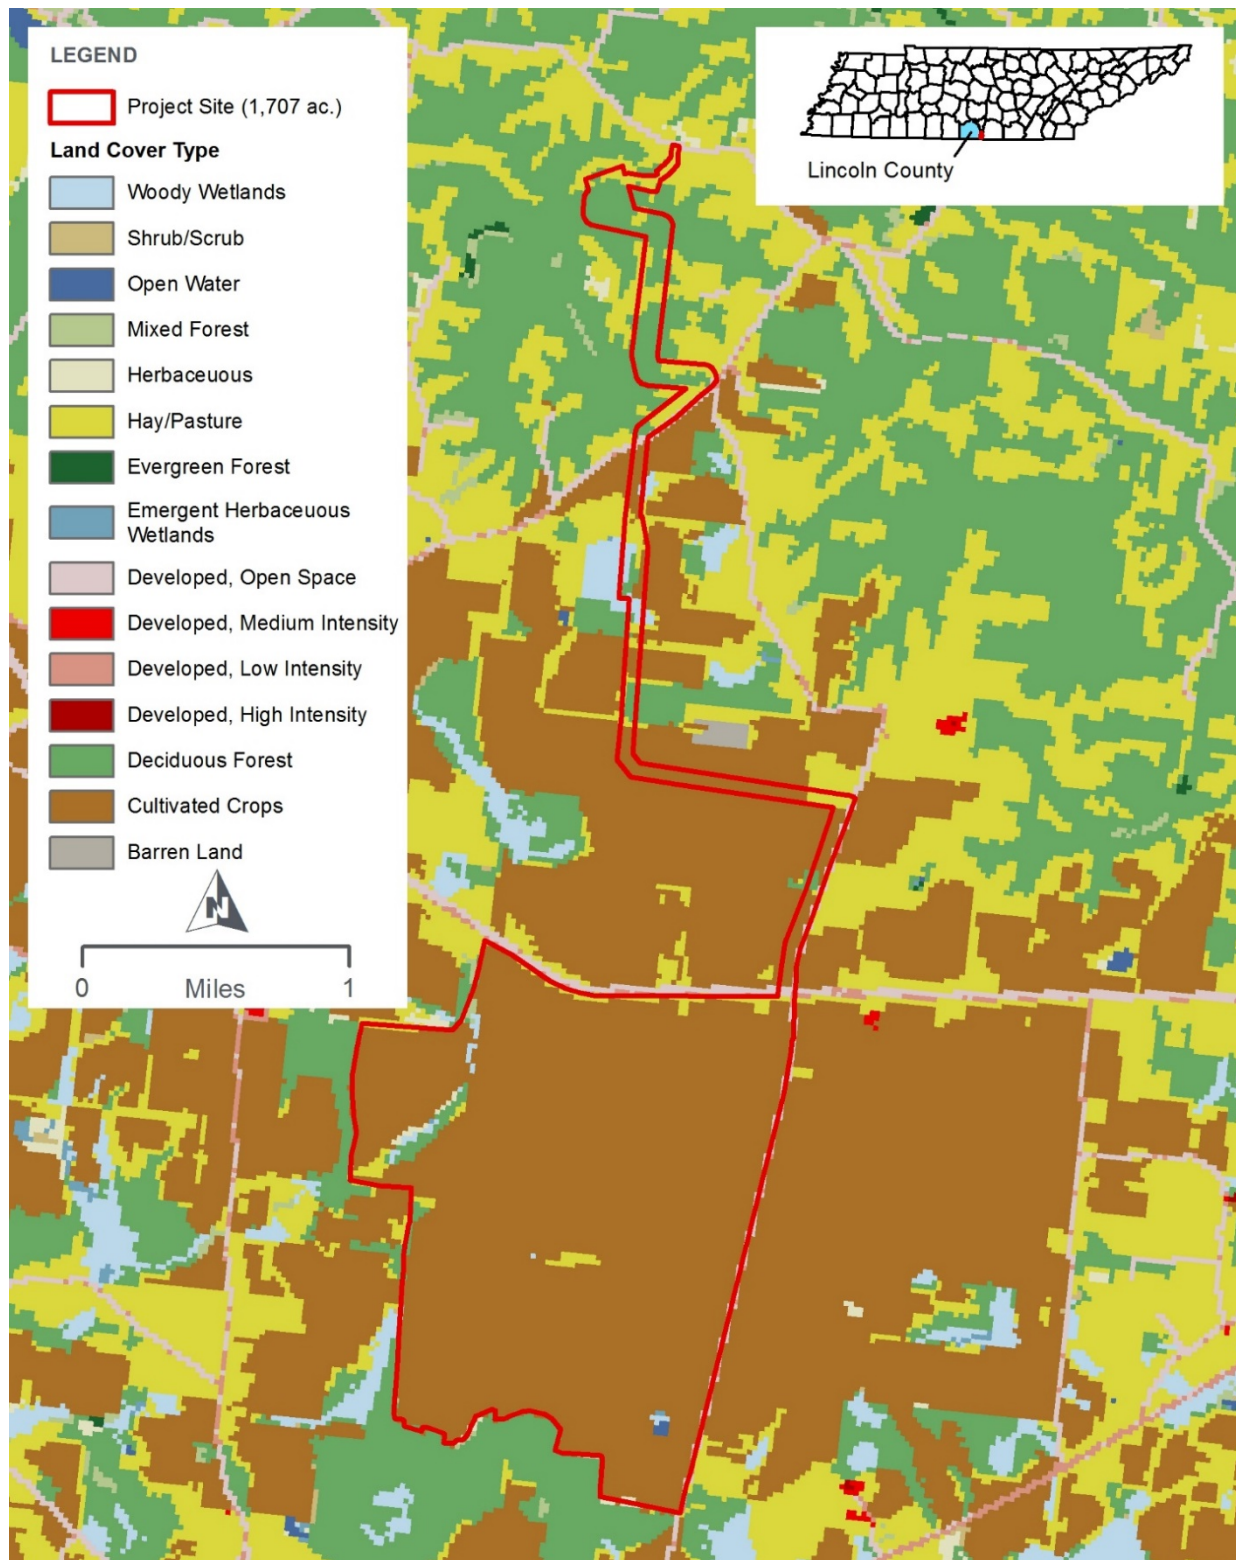 LEGEND
Project Site (1,707 ac.)
Land Cover Type
Woody Wetlands
Shrub/Scrub
Open Water
Mixed Forest
Herbaceuous
Hay/Pasture
Evergreen Forest
Emergent Herbaceuous
Wetlands
Developed, Open Space
Developed, Medium Intensity
Developed, Low Intensity
Developed, High Intensity
Deciduous Forest
Cultivated Crops
Barren Land
N
0 Miles 1
Lincoln County